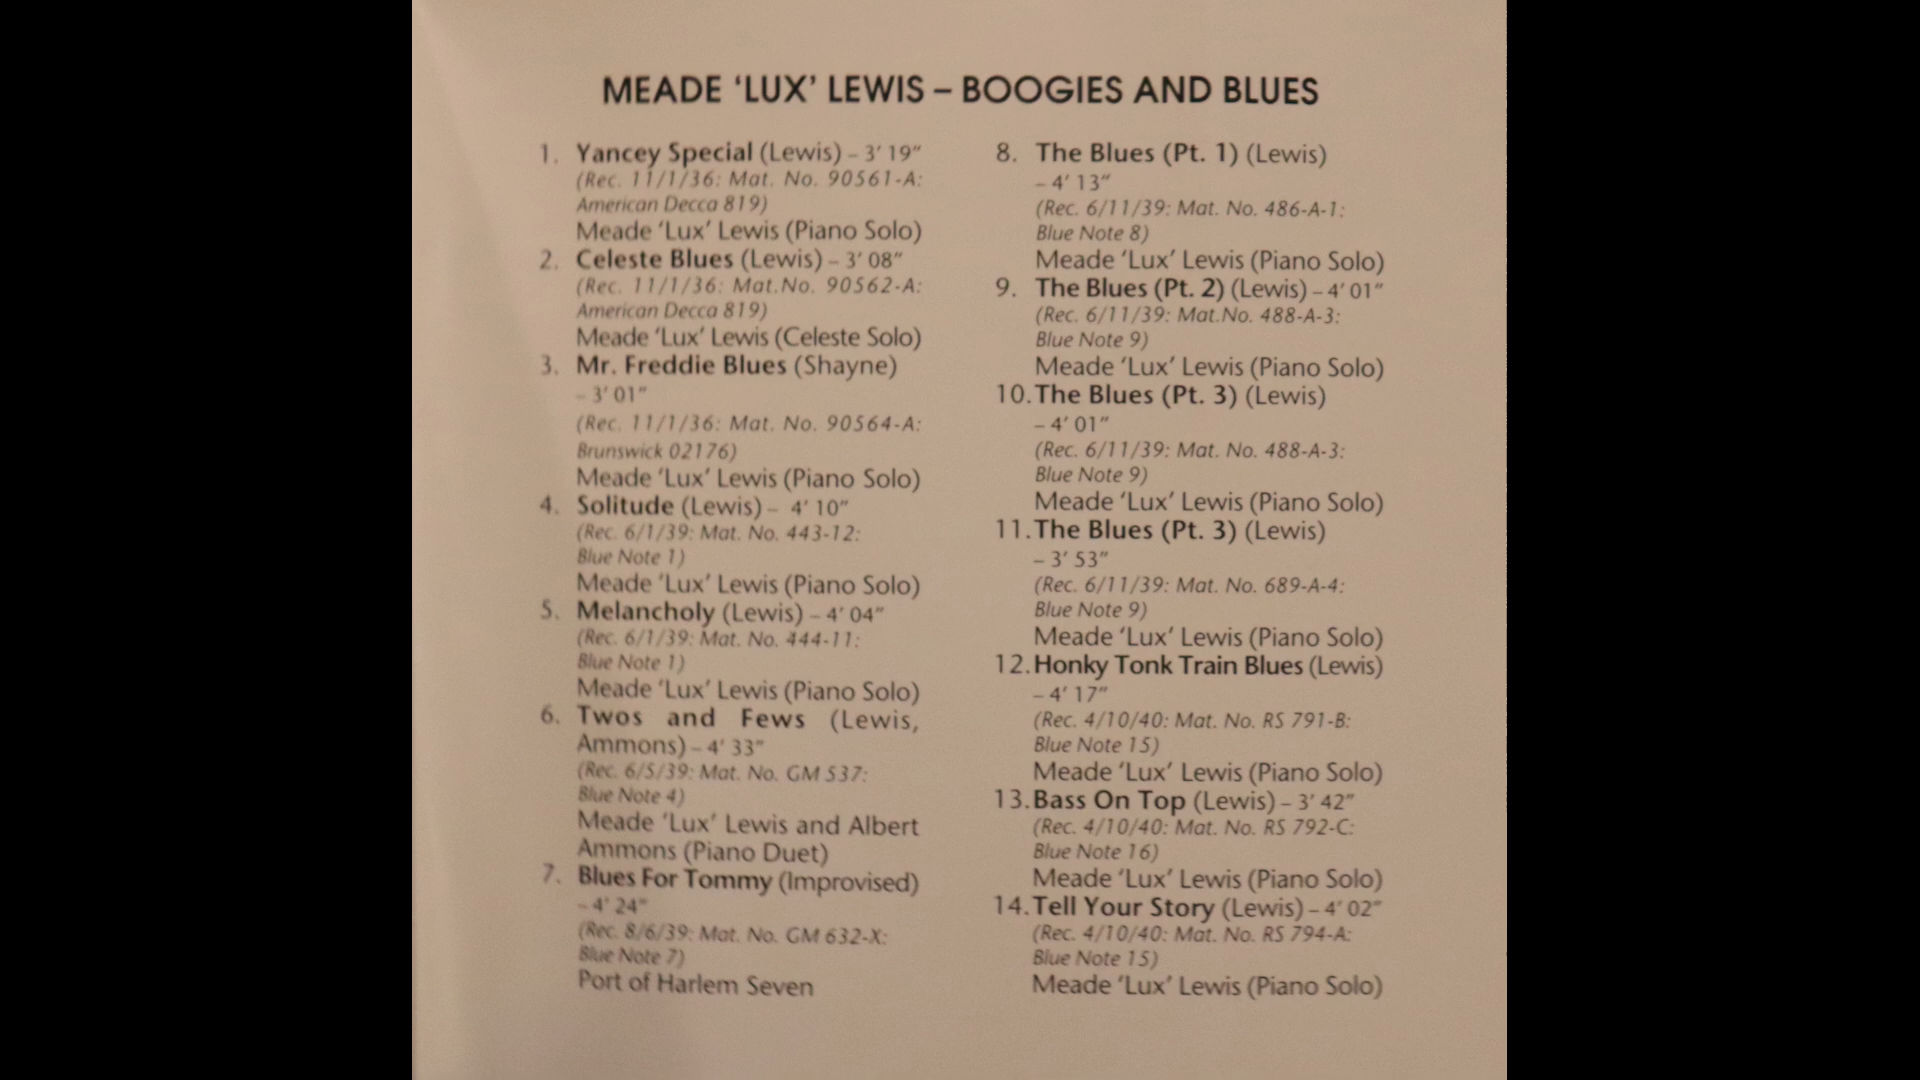 MEADE ‘LUX’ LEWIS – BOOGIES AND BLUES
1. Yancey Special (Lewis) – 3’ 19”
(Rec. 11/1/36: Mat. No. 90561-A:
American Decca 819)
Meade ‘Lux’ Lewis (Piano Solo)
2. Celeste Blues (Lewis) – 3’ 08”
(Rec. 11/1/36: Mat.No. 90562-A:
American Decca 819)
Meade ‘Lux’ Lewis (Celeste Solo)
3. Mr. Freddie Blues (Shayne)
– 3’ 01”
(Rec. 11/1/36: Mat. No. 90564-A:
Brunswick 02176)
Meade ‘Lux’ Lewis (Piano Solo)
4. Solitude (Lewis) – 4’ 10”
(Rec. 6/1/39: Mat. No. 443-12:
Blue Note 1)
Meade ‘Lux’ Lewis (Piano Solo)
5. Melancholy (Lewis) – 4’ 04”
(Rec. 6/1/39: Mat. No. 444-11:
Blue Note 1)
Meade ‘Lux’ Lewis (Piano Solo)
6. Twos and Fews (Lewis,
Ammons) – 4’ 33”
(Rec. 6/5/39: Mat. No. GM 537:
Blue Note 4)
Meade ‘Lux’ Lewis and Albert
Ammons (Piano Duet)
7. Blues For Tommy (Improvised)
– 4’ 24”
(Rec. 8/6/39: Mat. No. GM 632-X:
Blue Note 7)
Port of Harlem Seven
8. The Blues (Pt. 1) (Lewis)
– 4’ 13”
(Rec. 6/11/39: Mat. No. 486-A-1:
Blue Note 8)
Meade ‘Lux’ Lewis (Piano Solo)
9. The Blues (Pt. 2) (Lewis) – 4’ 01”
(Rec. 6/11/39: Mat.No. 488-A-3:
Blue Note 9)
Meade ‘Lux’ Lewis (Piano Solo)
10. The Blues (Pt. 3) (Lewis)
– 4’ 01”
(Rec. 6/11/39: Mat. No. 488-A-3:
Blue Note 9)
Meade ‘Lux’ Lewis (Piano Solo)
11. The Blues (Pt. 3) (Lewis)
– 3’ 53”
(Rec. 6/11/39: Mat. No. 689-A-4:
Blue Note 9)
Meade ‘Lux’ Lewis (Piano Solo)
12. Honky Tonk Train Blues (Lewis)
– 4’ 17”
(Rec. 4/10/40: Mat. No. RS 791-B:
Blue Note 15)
Meade ‘Lux’ Lewis (Piano Solo)
13. Bass On Top (Lewis) – 3’ 42”
(Rec. 4/10/40: Mat. No. RS 792-C:
Blue Note 16)
Meade ‘Lux’ Lewis (Piano Solo)
14. Tell Your Story (Lewis) – 4’ 02”
(Rec. 4/10/40: Mat. No. RS 794-A:
Blue Note 15)
Meade ‘Lux’ Lewis (Piano Solo)